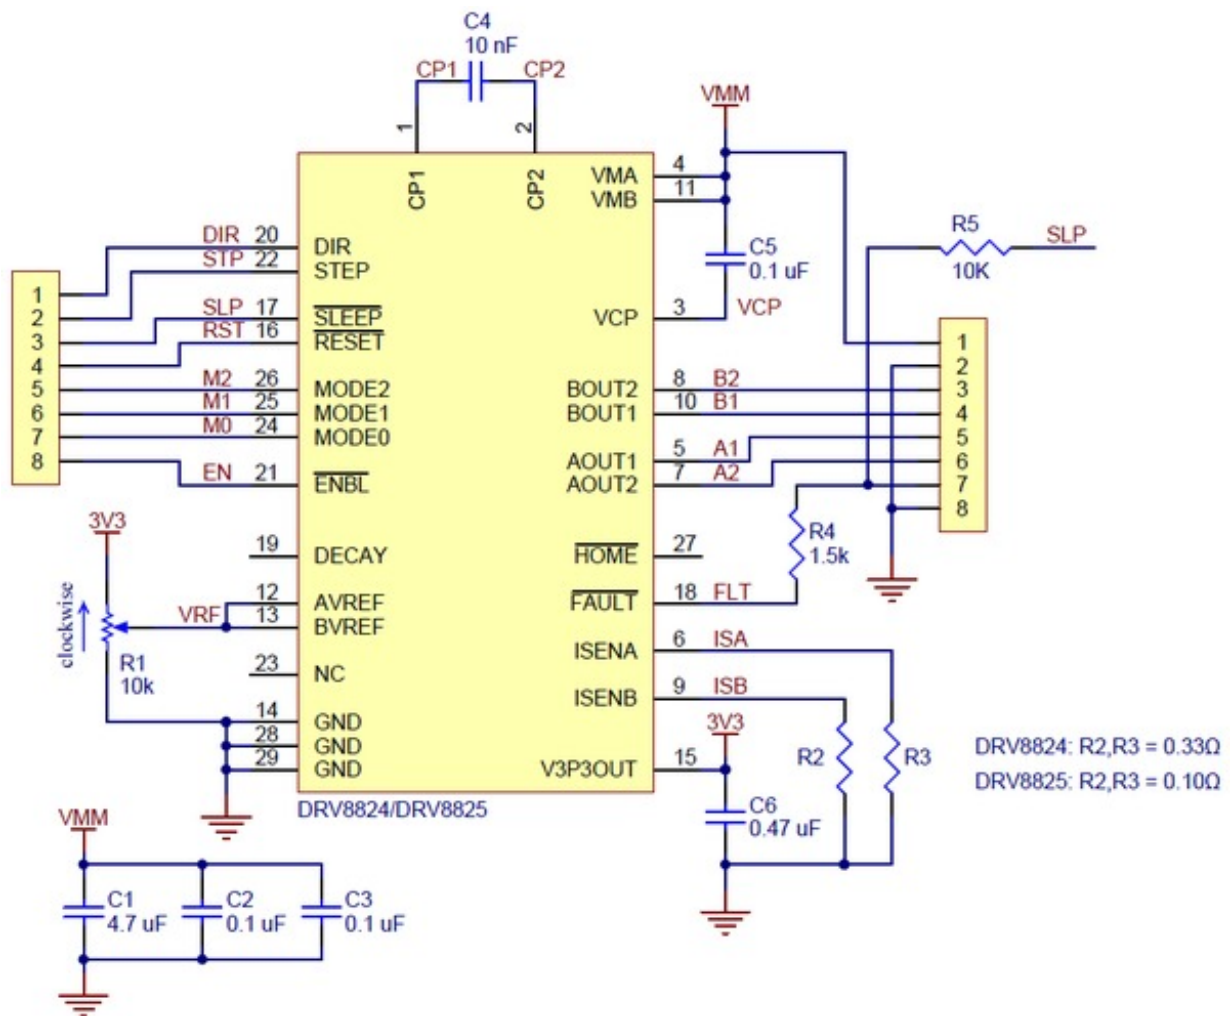 C4
10 nF
CP1
CP2
1
2
CP1
CP2
VMM
VMA 4
VMB 11
C5
0.1 uF
VCP 3 VCP
R5
10K
SLP
DIR 20 DIR
STP 22 STEP
SLP 17 SLEEP
RST 16 RESET
M2 26 MODE2
M1 25 MODE1
M0 24 MODE0
EN 21 ENBL
1
2
3
4
5
6
7
8
BOUT2 8 B2
BOUT1 10 B1
AOUT1 5 A1
AOUT2 7 A2
1
2
3
4
5
6
7
8
3V3
clockwise
R1
10k
19 DECAY
VRF
12 AVREF
13 BVREF
23 NC
14 GND
28 GND
29 GND
HOME 27
R4
1.5k
FAULT 18 FLT
ISENA 6 ISA
ISENB 9 ISB
3V3
V3P3OUT 15
C6
0.47 uF
R2
R3
DRV8824: R2,R3 = 0.33Ω
DRV8825: R2,R3 = 0.10Ω
DRV8824/DRV8825
VMM
C1
4.7 uF
C2
0.1 uF
C3
0.1 uF